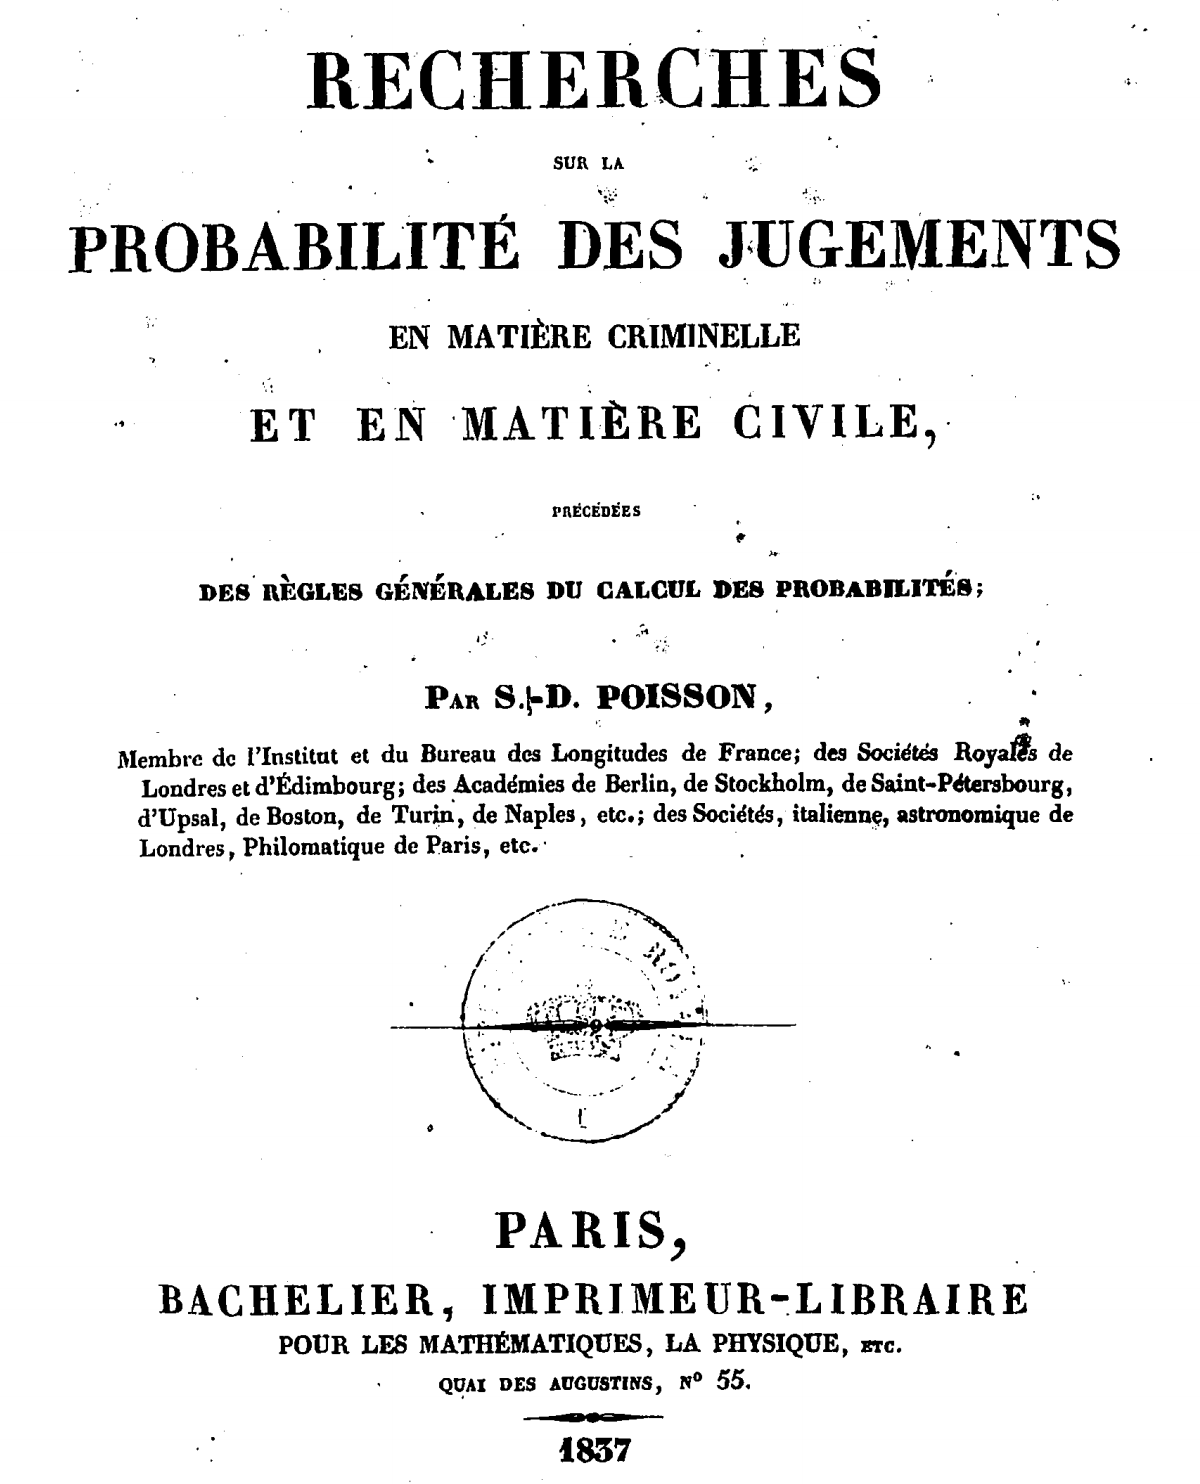 RECHERCHES
SUR LA
PROBABILITÉ DES JUGEMENTS
EN MATIÈRE CRIMINELLE
ET EN MATIÈRE CIVILE,
PRÉCÉDÉES
DES RÈGLES GÉNÉRALES DU CALCUL DES PROBABILITÉS;
PAR S.-D. POISSON,
Membre de l'Institut et du Bureau des Longitudes de France; des Sociétés Royales de
Londres et d'Édimbourg; des Académies de Berlin, de Stockholm, de Saint-Pétersbourg,
d'Upsal, de Boston, de Turin, de Naples, etc.; des Sociétés, italienne, astronomique de
Londres, Philomatique de Paris, etc.
PARIS,
BACHELIER, IMPRIMEUR-LIBRAIRE
POUR LES MATHÉMATIQUES, LA PHYSIQUE, ETC.
QUAI DES AUGUSTINS, Nº 55.
1837